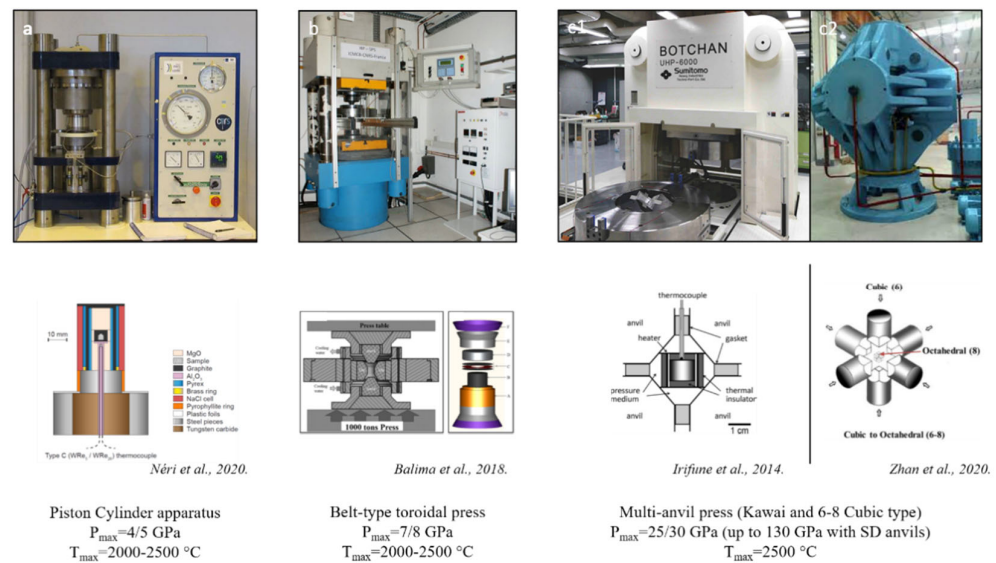 a
b
c1
c2
BOTCHAN
UHP-6000
Sumitomo
thermocouple
anvil
anvil
heater
gasket
pressure
medium
thermal
insulator
anvil
anvil
1 cm
Cubic (6)
Octahedral (8)
Cubic to Octahedral (6-8)
10 mm
MgO
Sample
Graphite
Al2O3
Pyrex
Brass ring
NaCl cell
Pyrophyllite ring
Plastic foils
Steel pieces
Tungsten carbide
Type C (WRe5 / WRe26) thermocouple
Press table
Cooling
water
Cooling
water
1000 tons Press
Néri et al., 2020.
Balima et al., 2018.
Irifune et al., 2014.
Zhan et al., 2020.
Piston Cylinder apparatus
Pmax=4/5 GPa
Tmax=2000-2500 °C
Belt-type toroidal press
Pmax=7/8 GPa
Tmax=2000-2500 °C
Multi-anvil press (Kawai and 6-8 Cubic type)
Pmax=25/30 GPa (up to 130 GPa with SD anvils)
Tmax=2500 °C